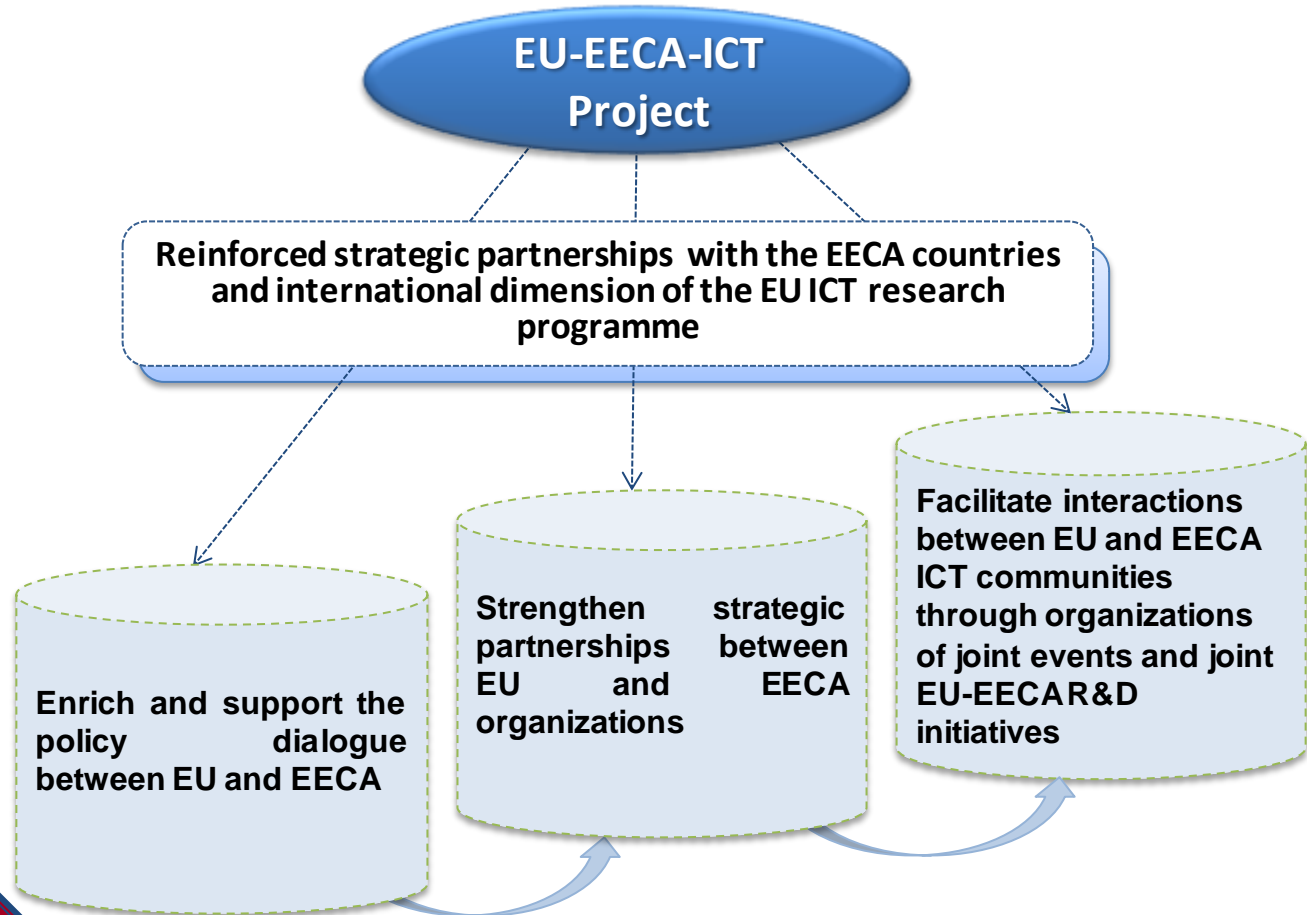 EU-EECA-ICT
Project
Reinforced strategic partnerships with the EECA countries
and international dimension of the EU ICT research
programme
Enrich and support the
policy dialogue
between EU and EECA
Strengthen strategic
partnerships between
EU and EECA
organizations
Facilitate interactions
between EU and EECA
ICT communities
through organizations
of joint events and joint
EU-EECAR&D
initiatives